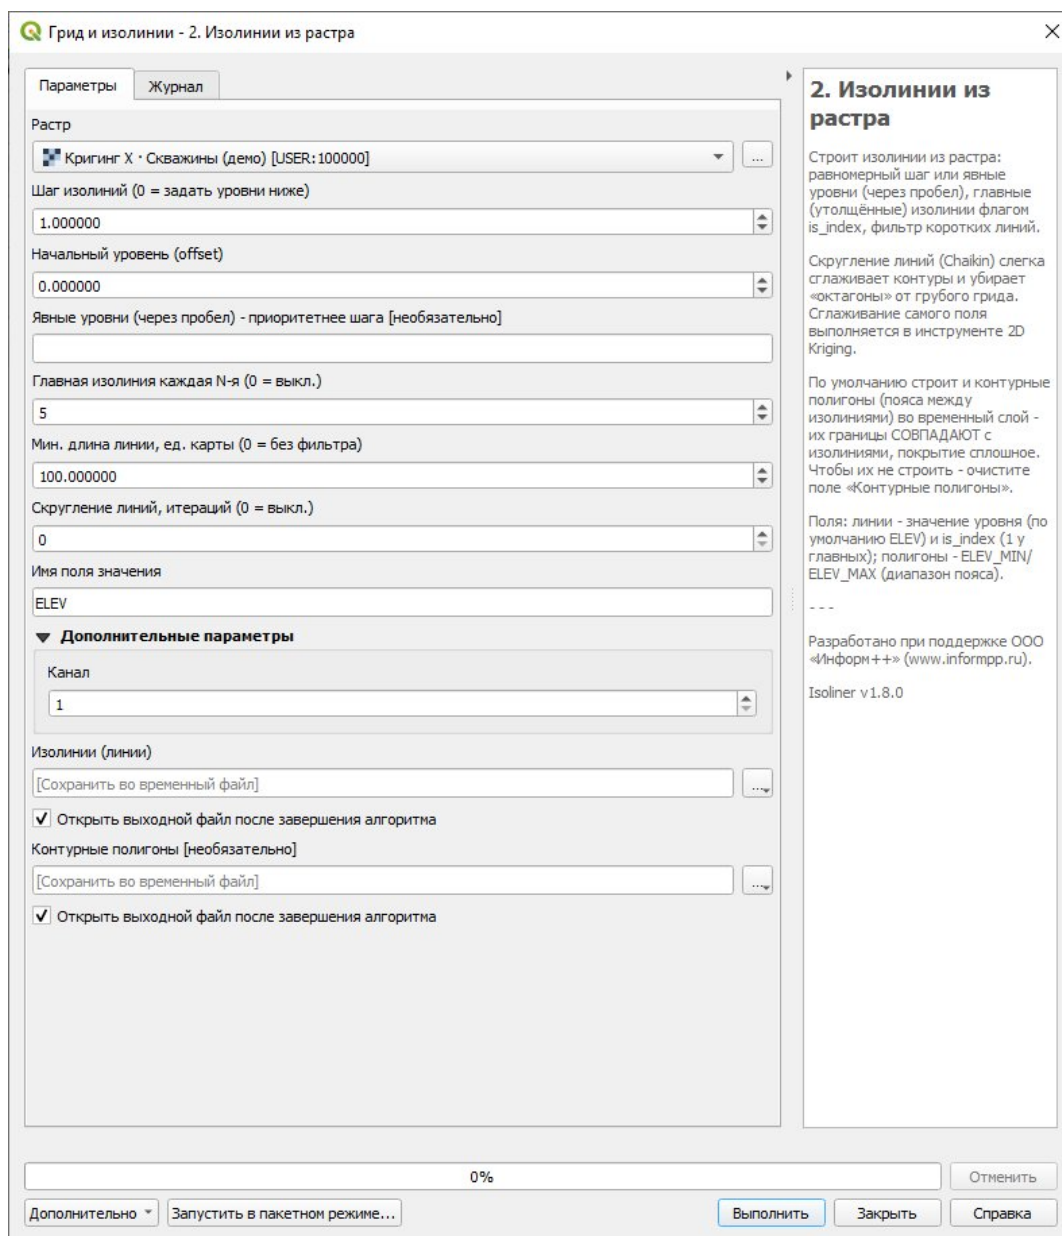 Грид и изолинии - 2. Изолинии из растра
Параметры
Журнал
Растр
Кригинг X · Скважины (демо) [USER:100000]
...
Шаг изолиний (0 = задать уровни ниже)
1.000000
Начальный уровень (offset)
0.000000
Явные уровни (через пробел) - приоритетнее шага [необязательно]
Главная изолиния каждая N-я (0 = выкл.)
5
Мин. длина линии, ед. карты (0 = без фильтра)
100.000000
Скругление линий, итераций (0 = выкл.)
0
Имя поля значения
ELEV
Дополнительные параметры
Канал
1
Изолинии (линии)
[Сохранить во временный файл]
...
Открыть выходной файл после завершения алгоритма
Контурные полигоны [необязательно]
[Сохранить во временный файл]
...
Открыть выходной файл после завершения алгоритма
2. Изолинии из
растра
Строит изолинии из растра:
равномерный шаг или явные
уровни (через пробел), главные
(утолщённые) изолинии флагом
is_index, фильтр коротких линий.
Скругление линий (Chaikin) слегка
сглаживает контуры и убирает
«октагоны» от грубого грида.
Сглаживание самого поля
выполняется в инструменте 2D
Kriging.
По умолчанию строит и контурные
полигоны (пояса между
изолиниями) во временный слой -
их границы СОВПАДАЮТ с
изолиниями, покрытие сплошное.
Чтобы их не строить - очистите
поле «Контурные полигоны».
Поля: линии - значение уровня (по
умолчанию ELEV) и is_index (1 у
главных); полигоны - ELEV_MIN/
ELEV_MAX (диапазон пояса).
- - -
Разработано при поддержке ООО
«Информ++» (www.informpp.ru).
Isoliner v1.8.0
0%
Отменить
Дополнительно
Запустить в пакетном режиме...
Выполнить
Закрыть
Справка